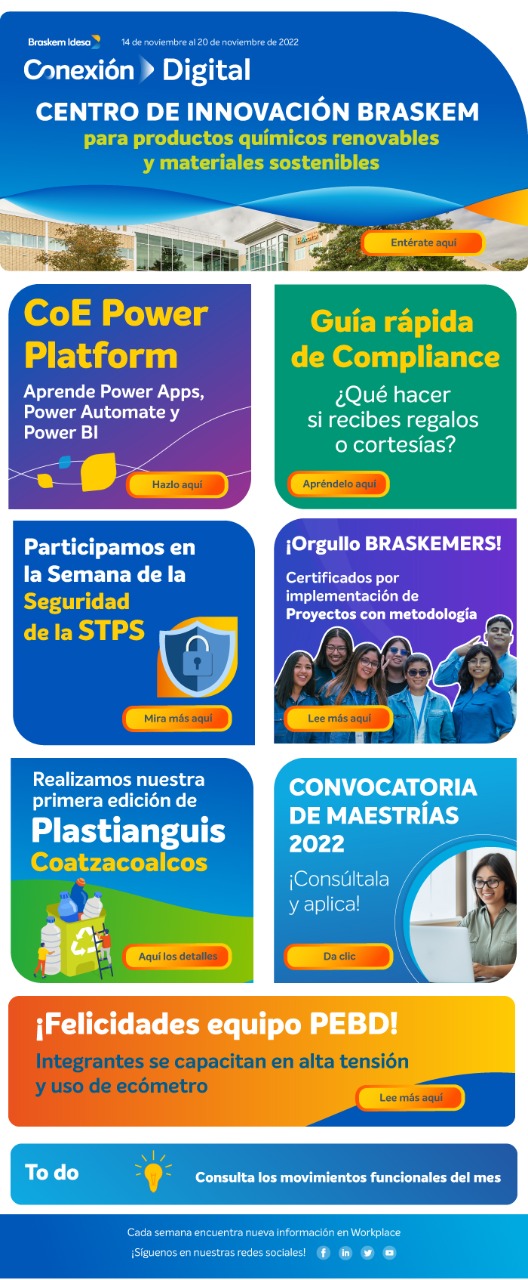 Braskem Idesa
14 de noviembre al 20 de noviembre de 2022
Conexión Digital
CENTRO DE INNOVACIÓN BRASKEM
para productos químicos renovables
y materiales sostenibles
Entérate aquí
CoE Power
Platform
Aprende Power Apps,
Power Automate y
Power BI
Hazlo aquí
Guía rápida
de Compliance
¿Qué hacer
si recibes regalos
o cortesías?
Apréndelo aquí
Participamos en
la Semana de la
Seguridad
de la STPS
Mira más aquí
¡Orgullo BRASKEMERS!
Certificados por
implementación de
Proyectos con metodología
Lee más aquí
Realizamos nuestra
primera edición de
Plastianguis
Coatzacoalcos
Aquí los detalles
CONVOCATORIA
DE MAESTRÍAS
2022
¡Consúltala
y aplica!
Da clic
¡Felicidades equipo PEBD!
Integrantes se capacitan en alta tensión
y uso de ecómetro
Lee más aquí
To do
Consulta los movimientos funcionales del mes
Cada semana encuentra nueva información en Workplace
¡Síguenos en nuestras redes sociales!